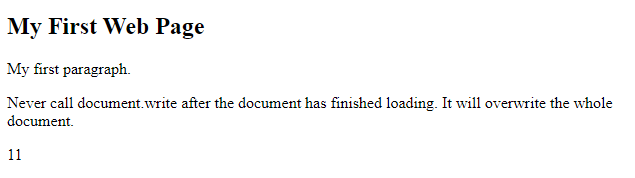 My First Web Page
My first paragraph.
Never call document.write after the document has finished loading. It will overwrite the whole
document.
11